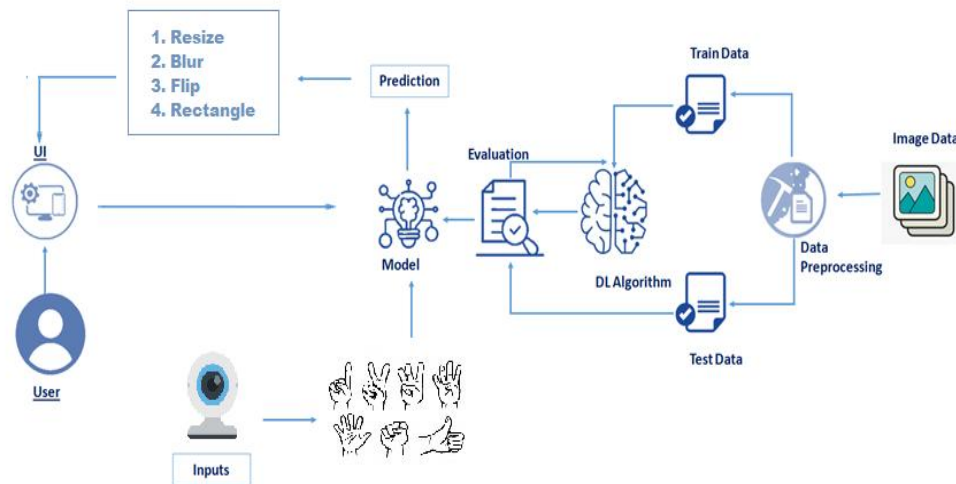 1. Resize
2. Blur
3. Flip
4. Rectangle
Prediction
Train Data
Image Data
UI
Evaluation
Data
Preprocessing
Model
DL Algorithm
User
Test Data
Inputs